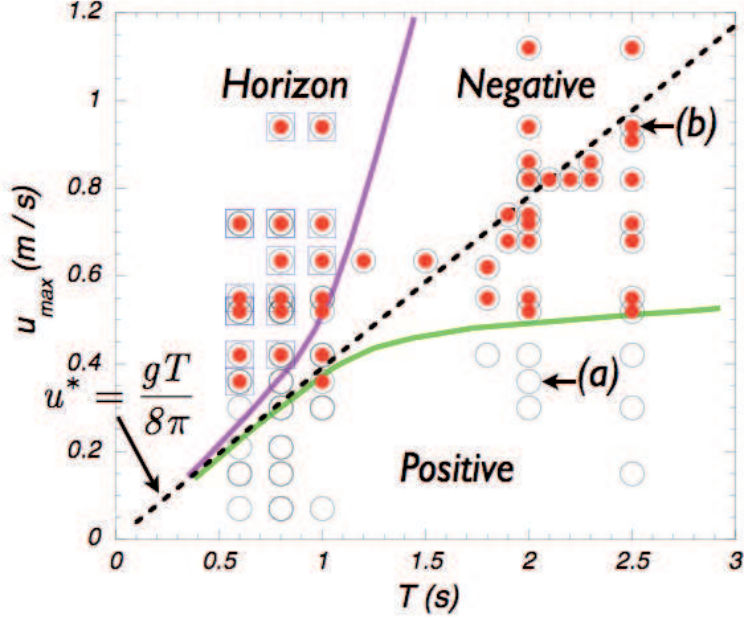 1.2
1
0.8
0.6
0.4
0.2
0
u_max (m / s)
Horizon
Negative
(b)
(a)
u* = gT / 8π
Positive
0 0.5 1 1.5 2 2.5 3
T (s)